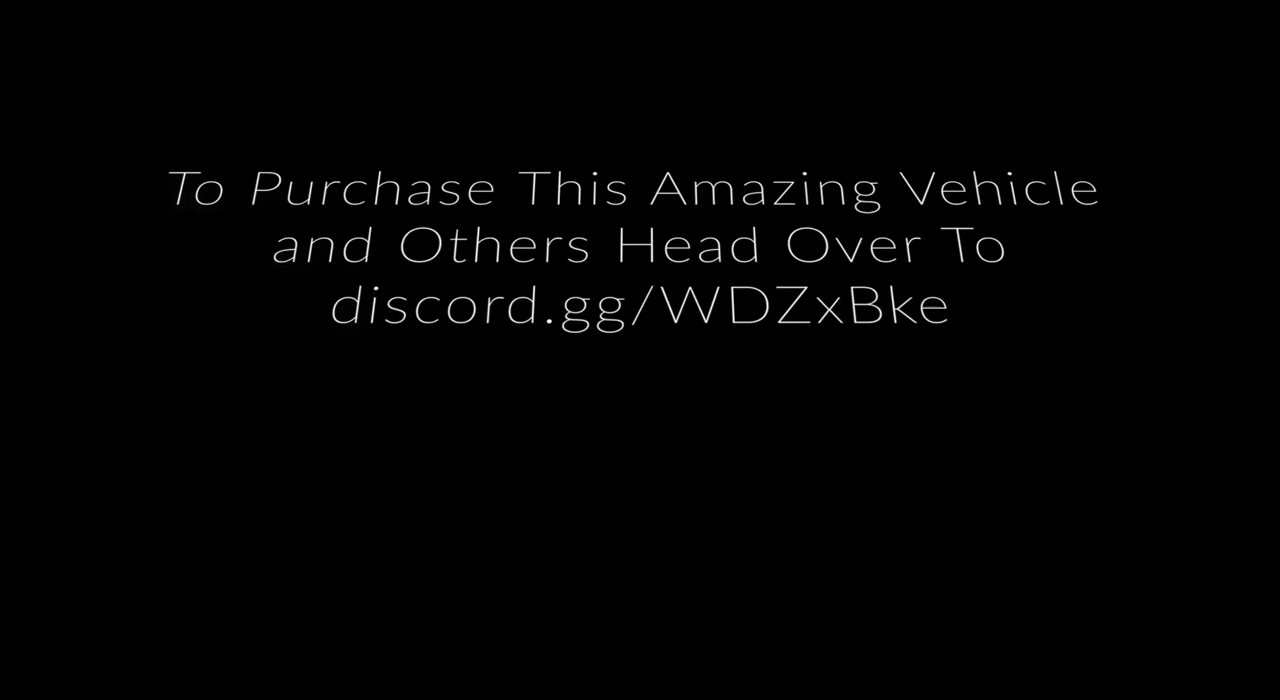 To Purchase This Amazing Vehicle
and Others Head Over To
discord.gg/WDZxBke